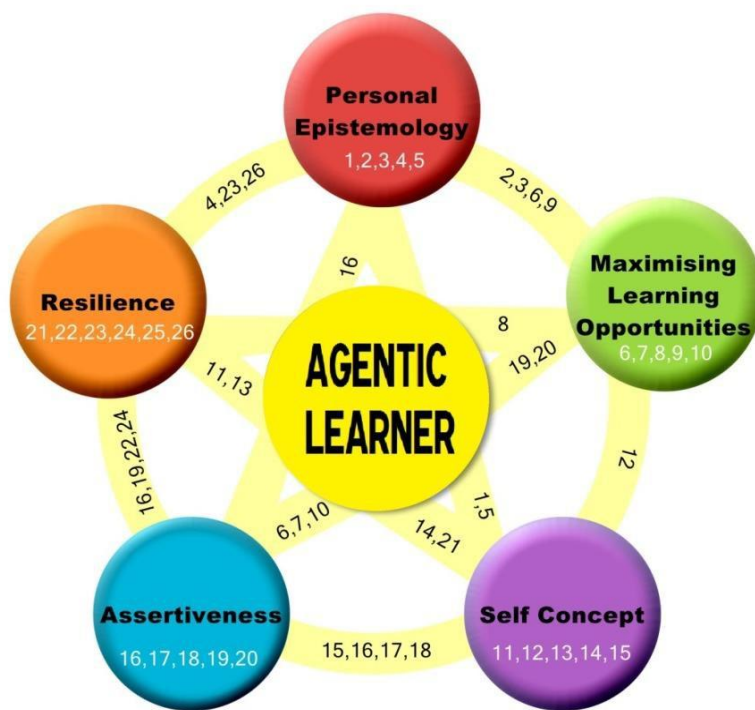 Personal
Epistemology
1,2,3,4,5
4,23,26
2,3,6,9
16
Resilience
21,22,23,24,25,26
Maximising
Learning
Opportunities
6,7,8,9,10
8
19,20
11,13
AGENTIC
LEARNER
16,19,22,24
12
6,7,10
14,21
1,5
Assertiveness
16,17,18,19,20
15,16,17,18
Self Concept
11,12,13,14,15